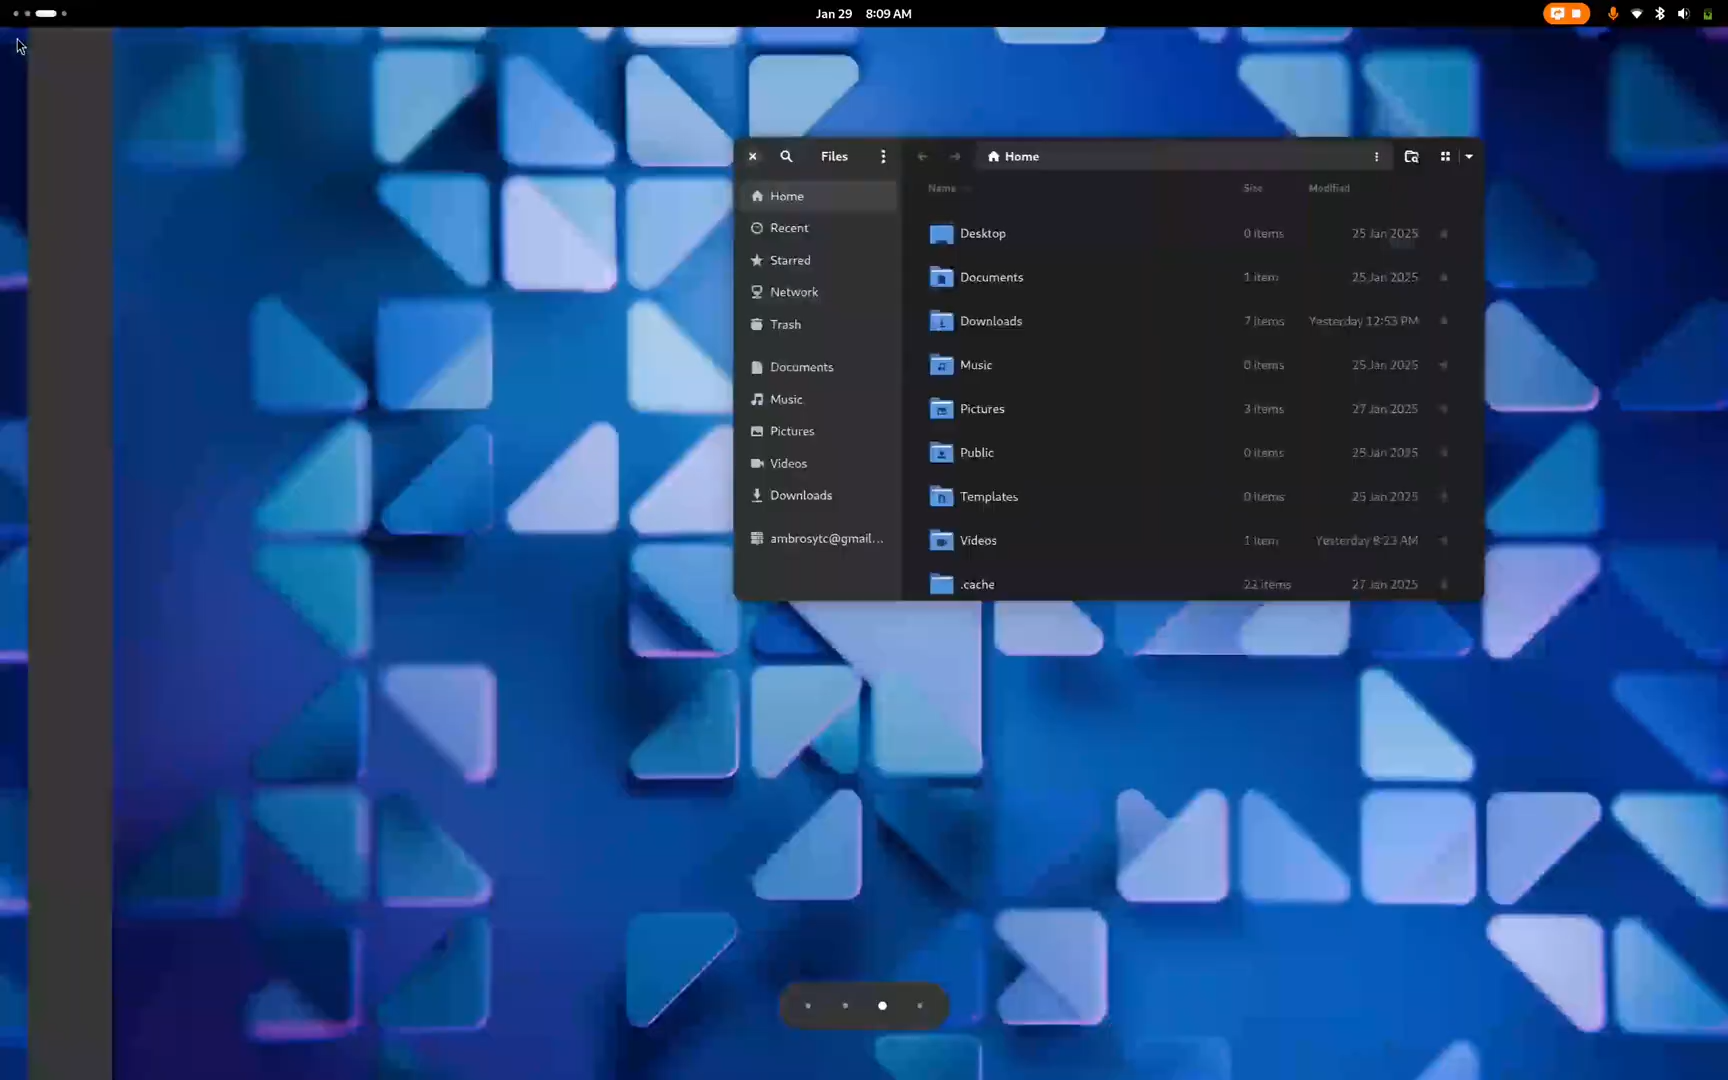 Jan 29 8:09 AM
Files
Home
Home
Recent
Starred
Network
Trash
Documents
Music
Pictures
Videos
Downloads
ambrosytc@gmail...
Name Size Modified
Desktop 0 items 25 Jan 2025
Documents 1 item 25 Jan 2025
Downloads 7 items Yesterday 12:53 PM
Music 0 items 25 Jan 2025
Pictures 3 items 27 Jan 2025
Public 0 items 25 Jan 2025
Templates 0 items 25 Jan 2025
Videos 1 item Yesterday 8:23 AM
.cache 23 items 27 Jan 2025